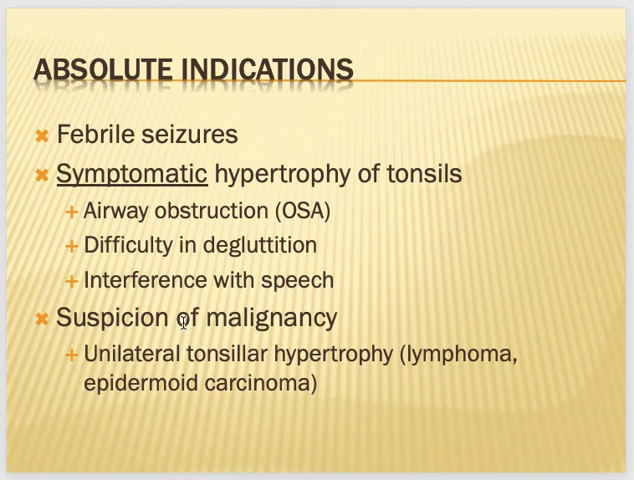 ABSOLUTE INDICATIONS
Febrile seizures
Symptomatic hypertrophy of tonsils
Airway obstruction (OSA)
Difficulty in degluttition
Interference with speech
Suspicion of malignancy
Unilateral tonsillar hypertrophy (lymphoma,
epidermoid carcinoma)